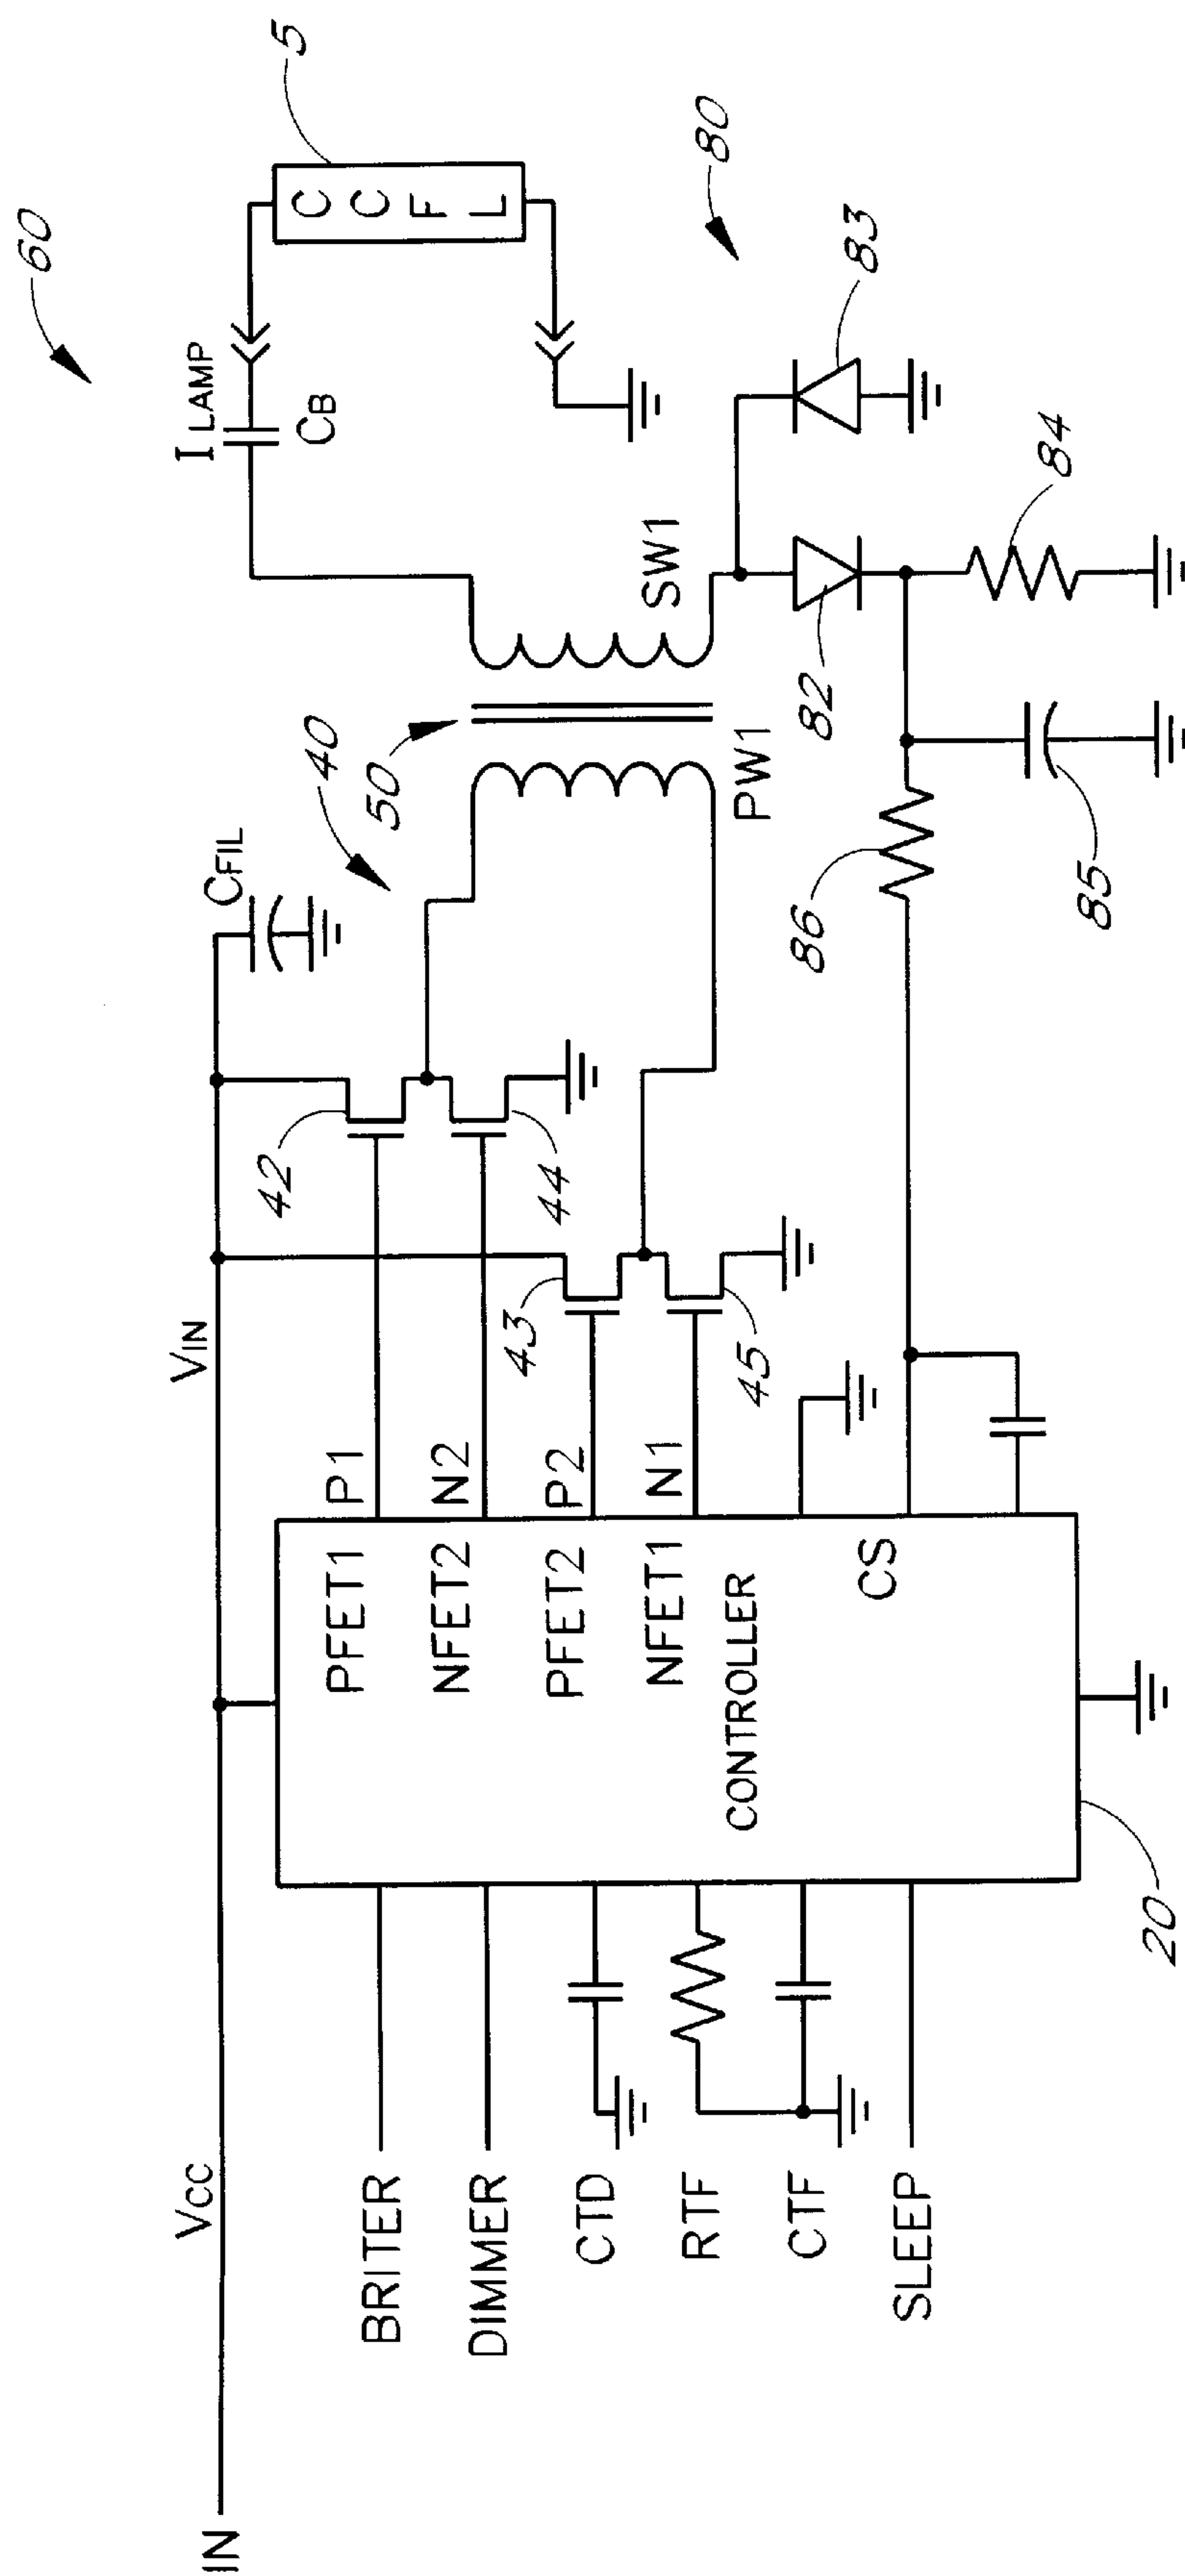 60
5
I LAMP
CB
CCFL
80
83
SW1
84
82
PW1
85
86
50
40
CFIL
42
44
43
45
VIN
P1
N2
P2
N1
PFET1
NFET2
PFET2
NFET1
CONTROLLER
CS
20
VCC
IN
BRITER
DIMMER
CTD
RTF
CTF
SLEEP